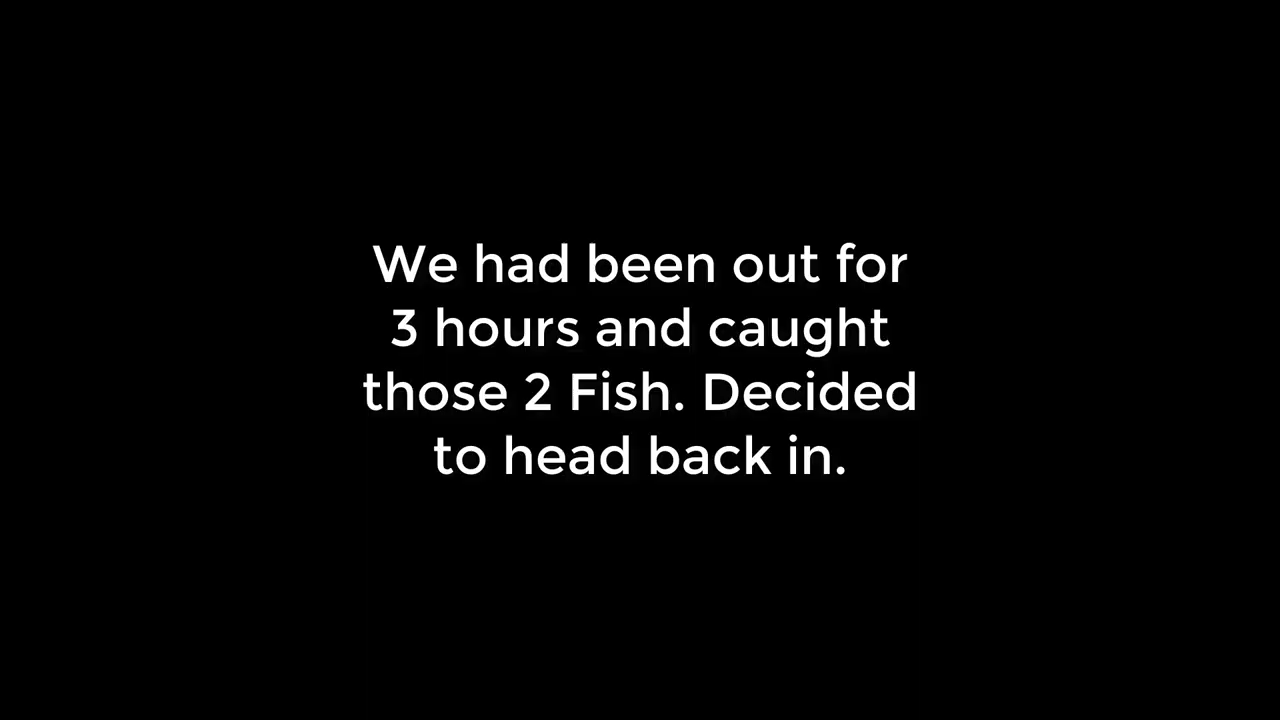 We had been out for
3 hours and caught
those 2 Fish. Decided
to head back in.